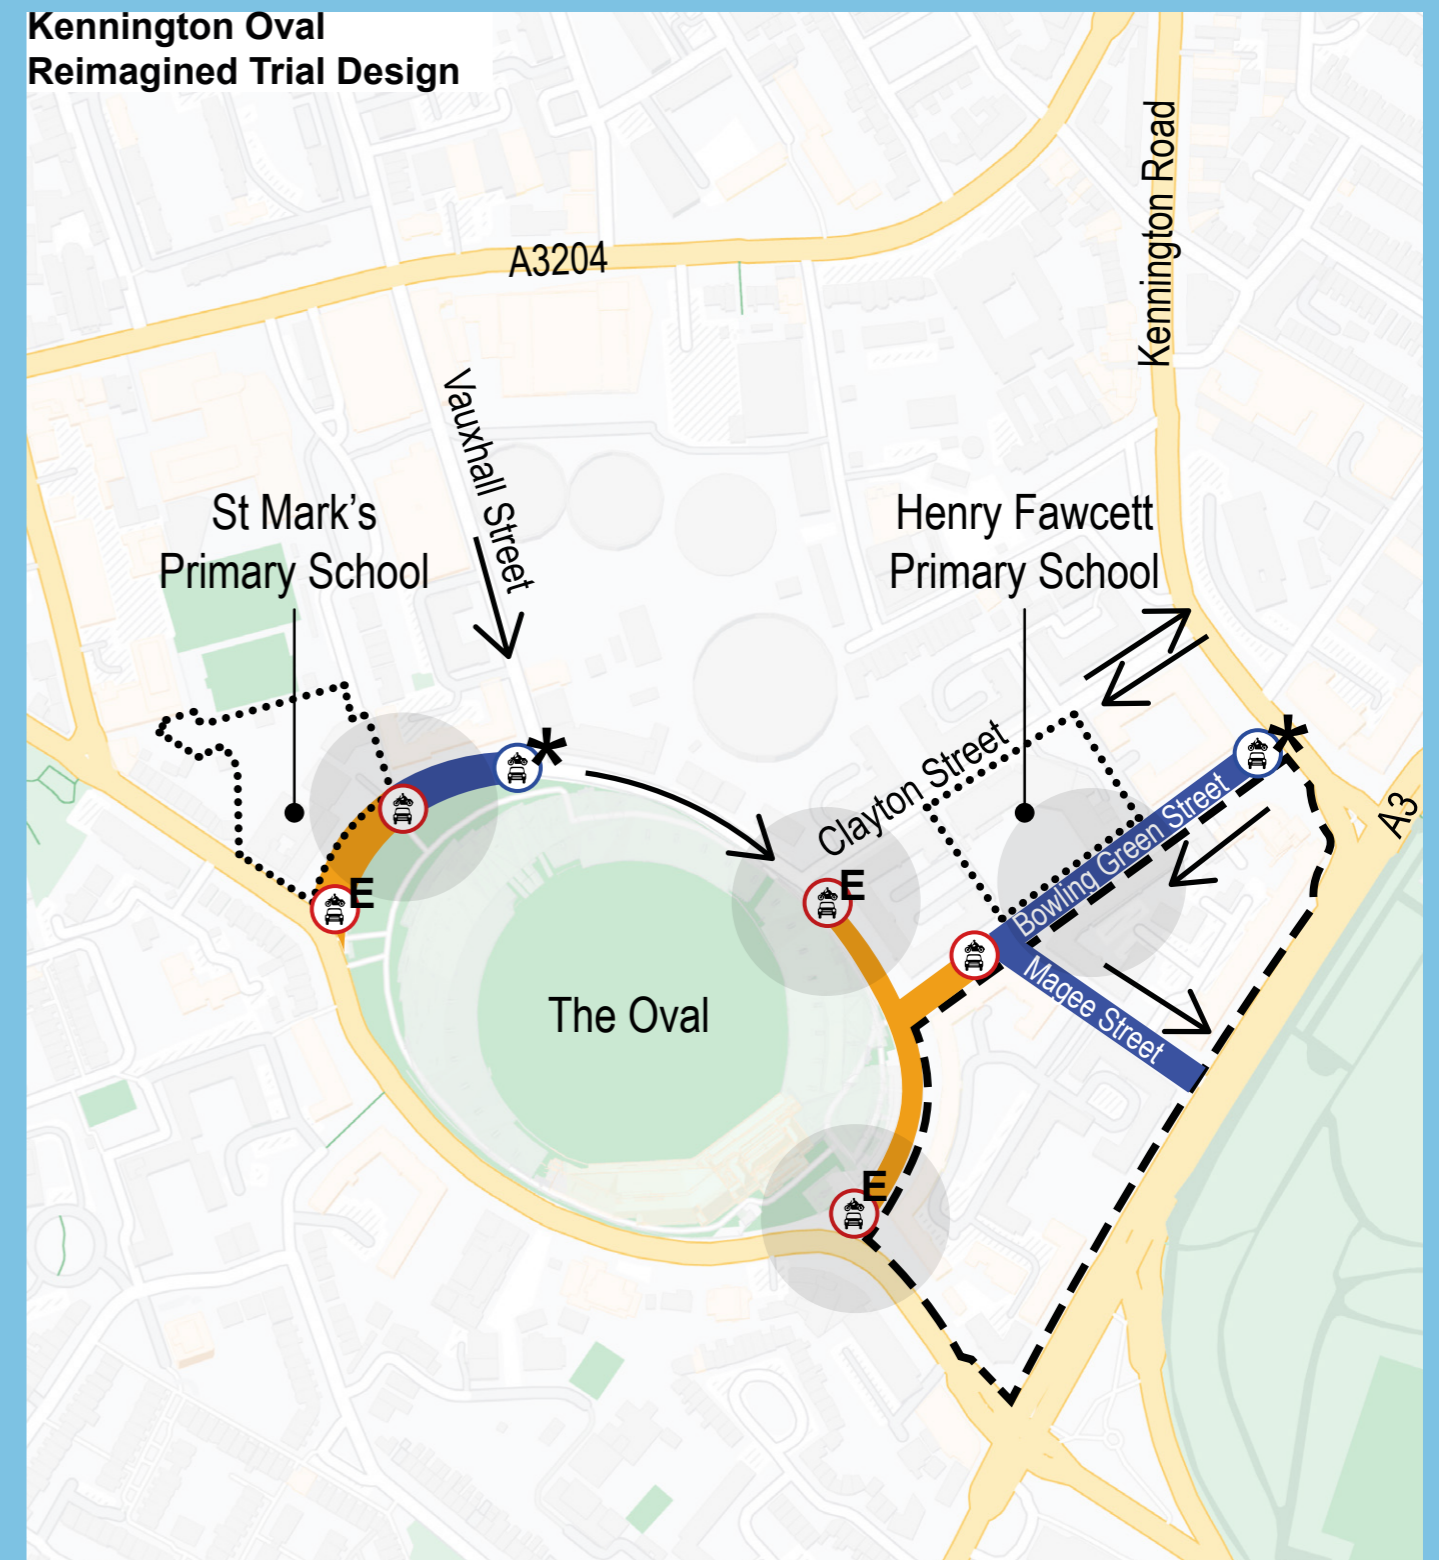 Kennington Oval
Reimagined Trial Design
Kennington Road
A3204
Vauxhall Street
St Mark's
Primary School
Henry Fawcett
Primary School
*
*
Clayton Street
A3
Bowling Green Street
E
E
Magee Street
The Oval
E